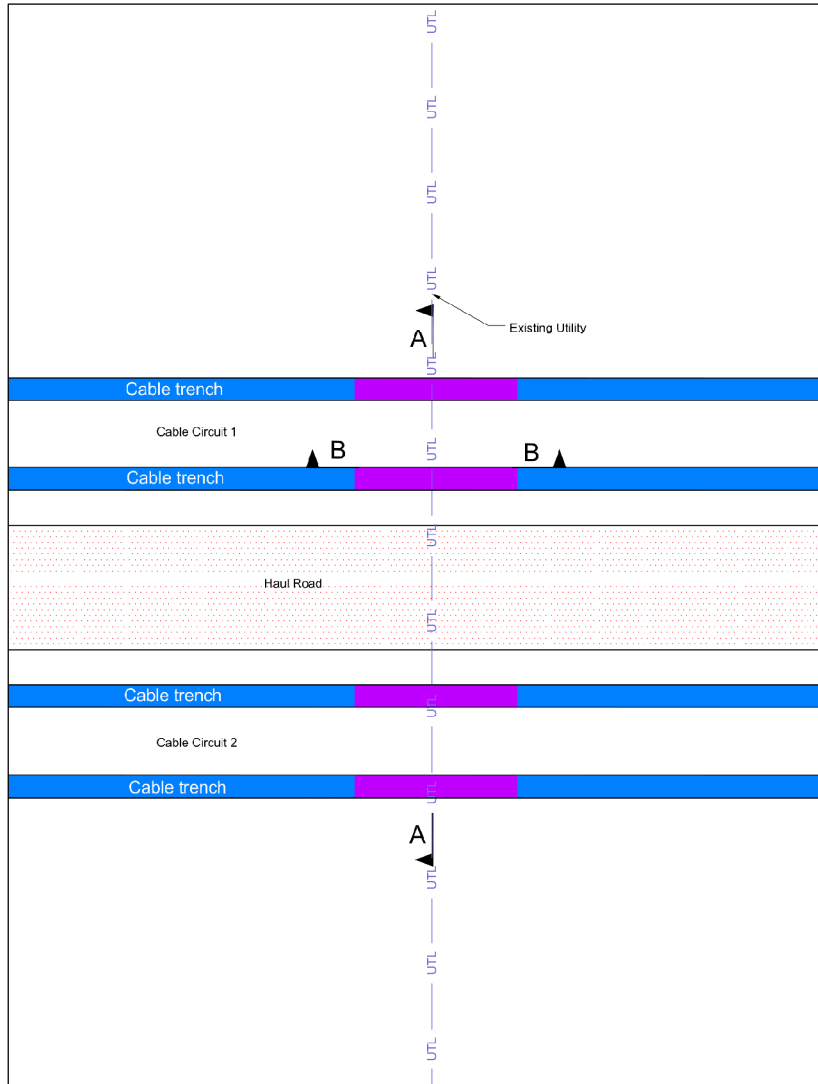 UTL
UTL
UTL
UTL
Existing Utility
A
UTL
Cable trench
Cable Circuit 1
B
UTL
B
Cable trench
UTL
Haul Road
UTL
Cable trench
UTL
Cable Circuit 2
Cable trench
UTL
A
UTL
UTL
UTL